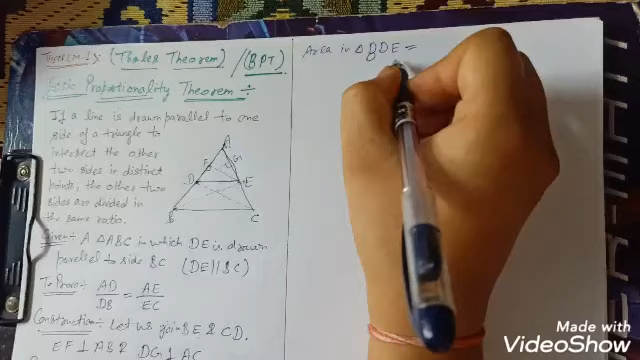 THEOREM-1 (Thales Theorem) / (BPT)
Basic Proportionality Theorem ÷
If a line is drawn parallel to one
side of a triangle to
intersect the other
two sides in distinct
points, the other two
sides are divided in
the same ratio.
A
F G
D E
B C
Given:- A △ABC in which DE is drawn
parallel to side BC (DE||BC)
To Prove:- AD/DB = AE/EC
Construction:- Let us join BE & CD.
EF⊥AB & DG⊥AC
Area in △BDE =
Made with
VideoShow